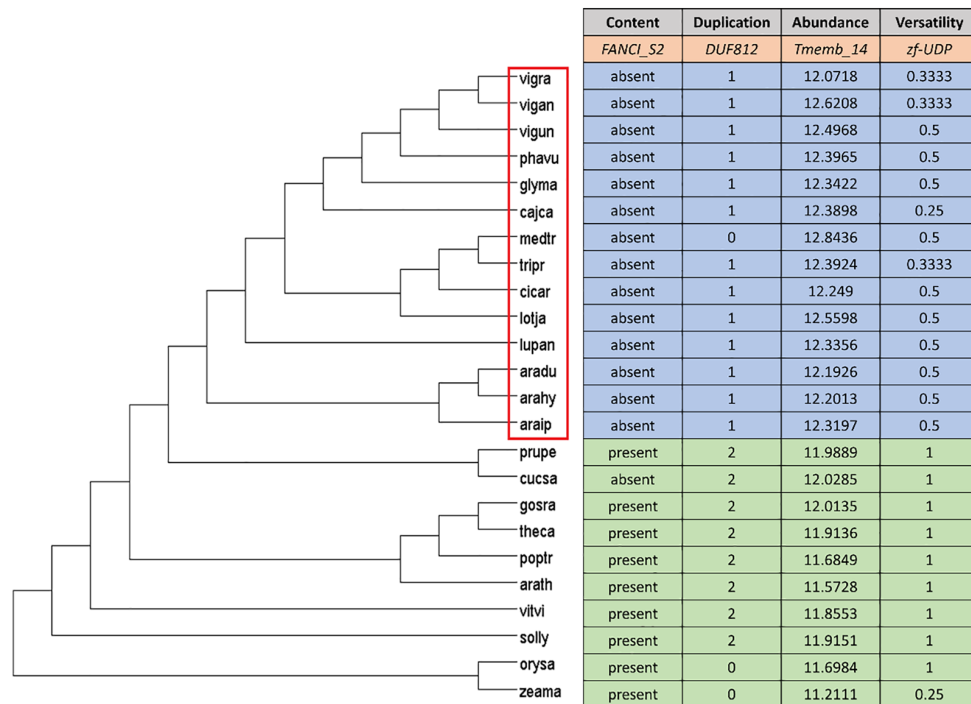 Content Duplication Abundance Versatility
FANCI_S2 DUF812 Tmemb_14 zf-UDP
vigra absent 1 12.0718 0.3333
vigan absent 1 12.6208 0.3333
vigun absent 1 12.4968 0.5
phavu absent 1 12.3965 0.5
glyma absent 1 12.3422 0.5
cajca absent 1 12.3898 0.25
medtr absent 0 12.8436 0.5
tripr absent 1 12.3924 0.3333
cicar absent 1 12.249 0.5
lotja absent 1 12.5598 0.5
lupan absent 1 12.3356 0.5
aradu absent 1 12.1926 0.5
arahy absent 1 12.2013 0.5
araip absent 1 12.3197 0.5
prupe present 2 11.9889 1
cucsa absent 2 12.0285 1
gosra present 2 12.0135 1
theca present 2 11.9136 1
poptr present 2 11.6849 1
arath present 2 11.5728 1
vitvi present 2 11.8553 1
solly present 2 11.9151 1
orysa present 0 11.6984 1
zeama present 0 11.2111 0.25